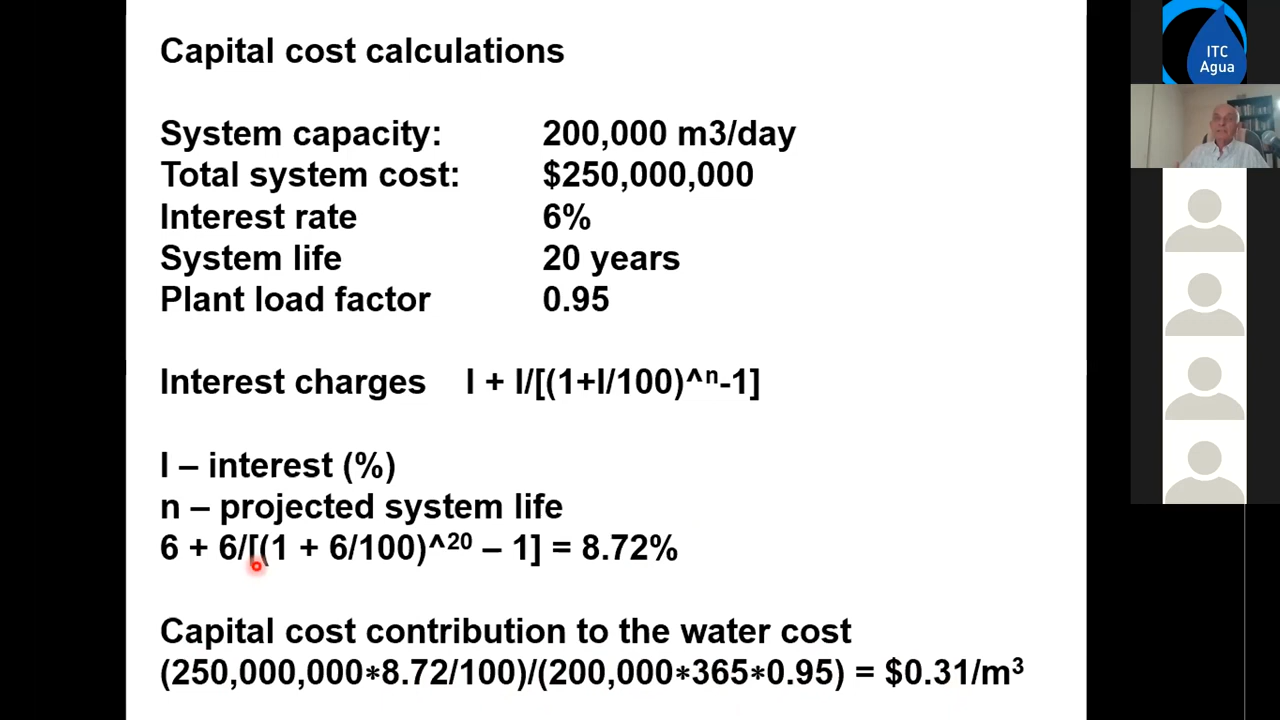 Capital cost calculations
System capacity: 200,000 m3/day
Total system cost: $250,000,000
Interest rate 6%
System life 20 years
Plant load factor 0.95
Interest charges I + I/[(1+I/100)^ⁿ-1]
I – interest (%)
n – projected system life
6 + 6/[(1 + 6/100)^²⁰ – 1] = 8.72%
Capital cost contribution to the water cost
(250,000,000*8.72/100)/(200,000*365*0.95) = $0.31/m³
ITC
Agua